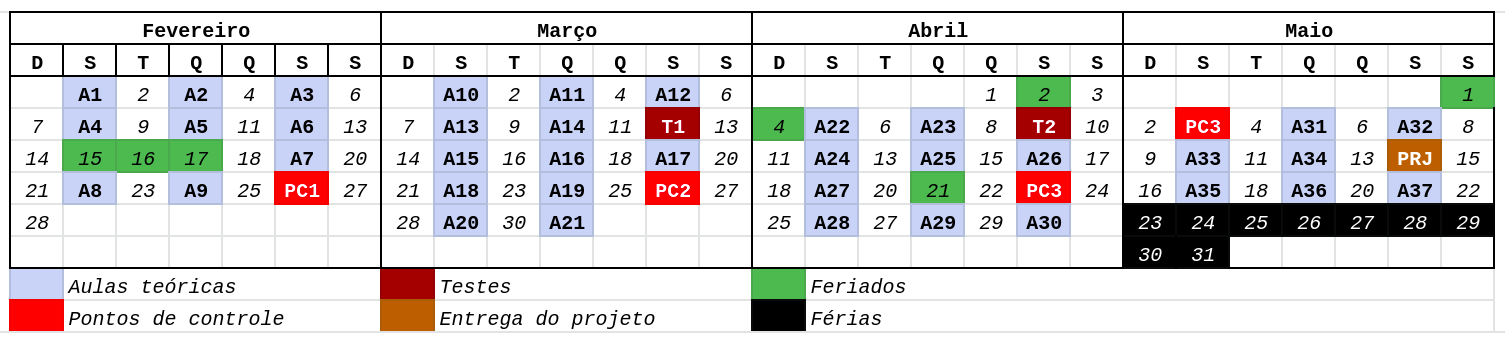 Fevereiro Março Abril Maio
D S T Q Q S S D S T Q Q S S D S T Q Q S S D S T Q Q S S
A1 2 A2 4 A3 6 A10 2 A11 4 A12 6 1 2 3 1
7 A4 9 A5 11 A6 13 7 A13 9 A14 11 T1 13 4 A22 6 A23 8 T2 10 2 PC3 4 A31 6 A32 8
14 15 16 17 18 A7 20 14 A15 16 A16 18 A17 20 11 A24 13 A25 15 A26 17 9 A33 11 A34 13 PRJ 15
21 A8 23 A9 25 PC1 27 21 A18 23 A19 25 PC2 27 18 A27 20 21 22 PC3 24 16 A35 18 A36 20 A37 22
28 28 A20 30 A21 25 A28 27 A29 29 A30 23 24 25 26 27 28 29
30 31
Aulas teóricas Testes Feriados
Pontos de controle Entrega do projeto Férias